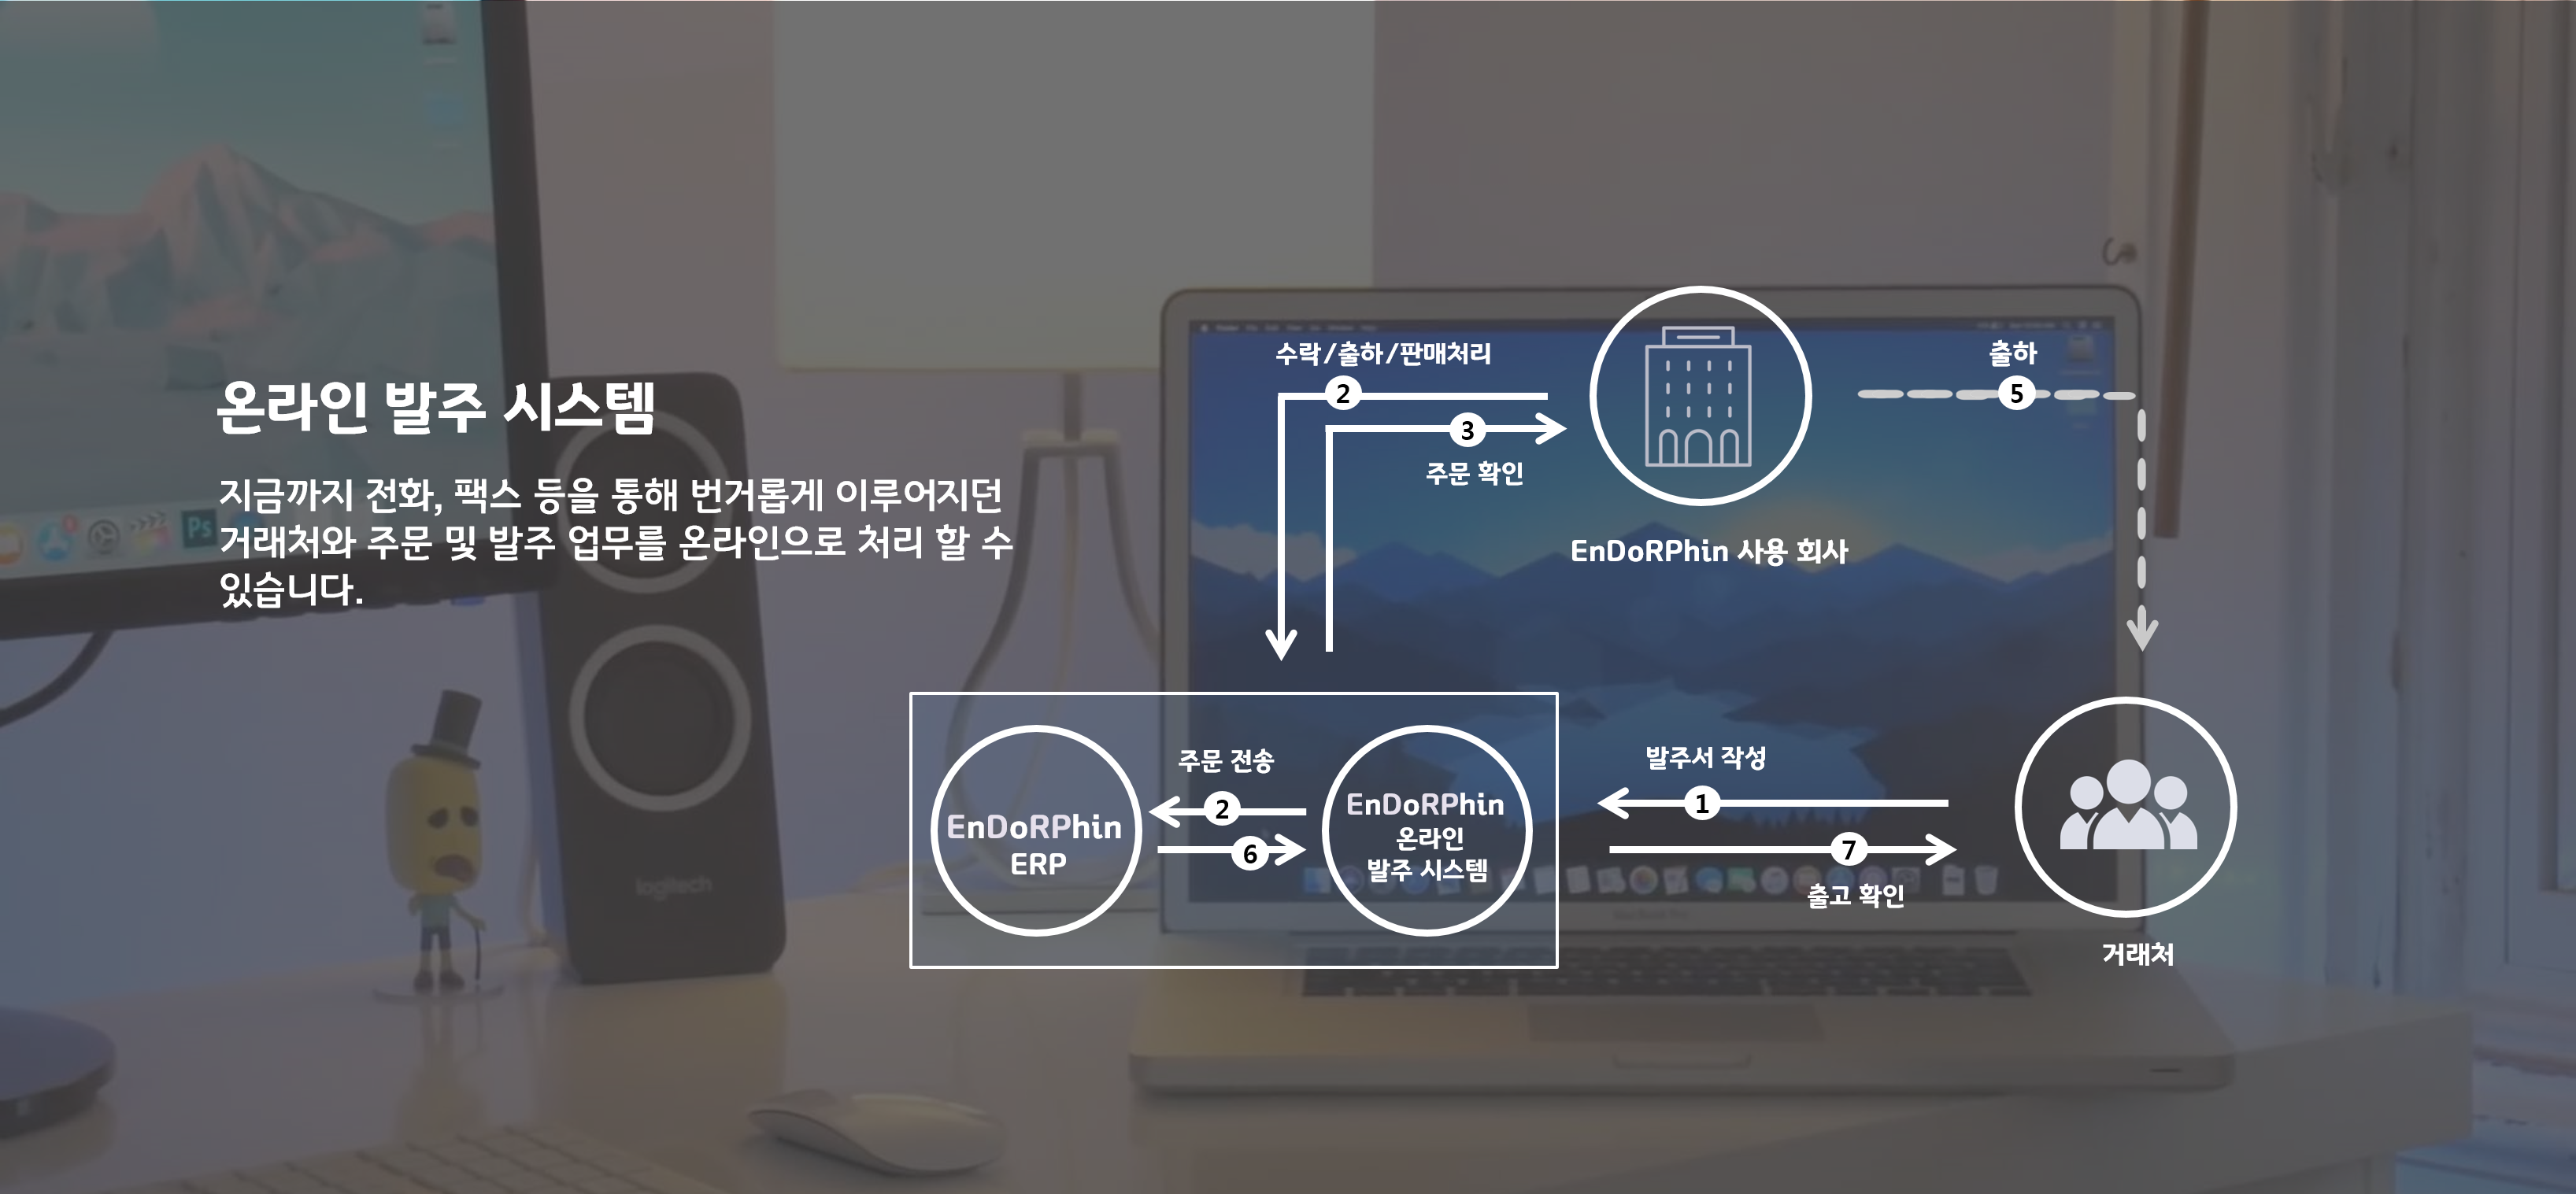 온라인 발주 시스템
지금까지 전화, 팩스 등을 통해 번거롭게 이루어지던
거래처와 주문 및 발주 업무를 온라인으로 처리 할 수
있습니다.
수락/출하/판매처리
2
3
주문 확인
출하
5
EnDoRPhin 사용 회사
주문 전송
2
6
EnDoRPhin
ERP
EnDoRPhin
온라인
발주 시스템
발주서 작성
1
7
출고 확인
거래처
Ps
logitech